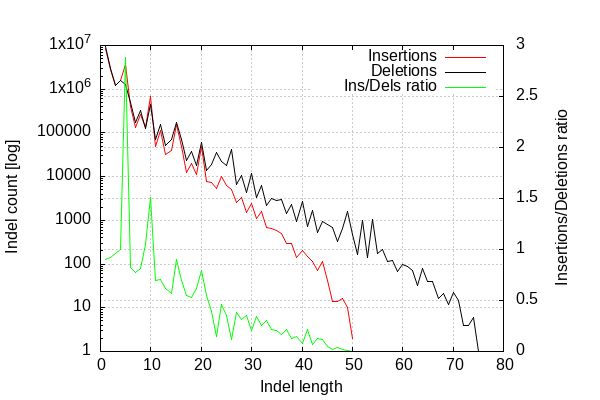 1x10⁷ 3
Insertions
Deletions
Ins/Dels ratio
1x10⁶ 2.5
100000 2
10000 1.5
1000 1
100
10 0.5
1 0
0 10 20 30 40 50 60 70 80
Indel length
Indel count [log]
Insertions/Deletions ratio